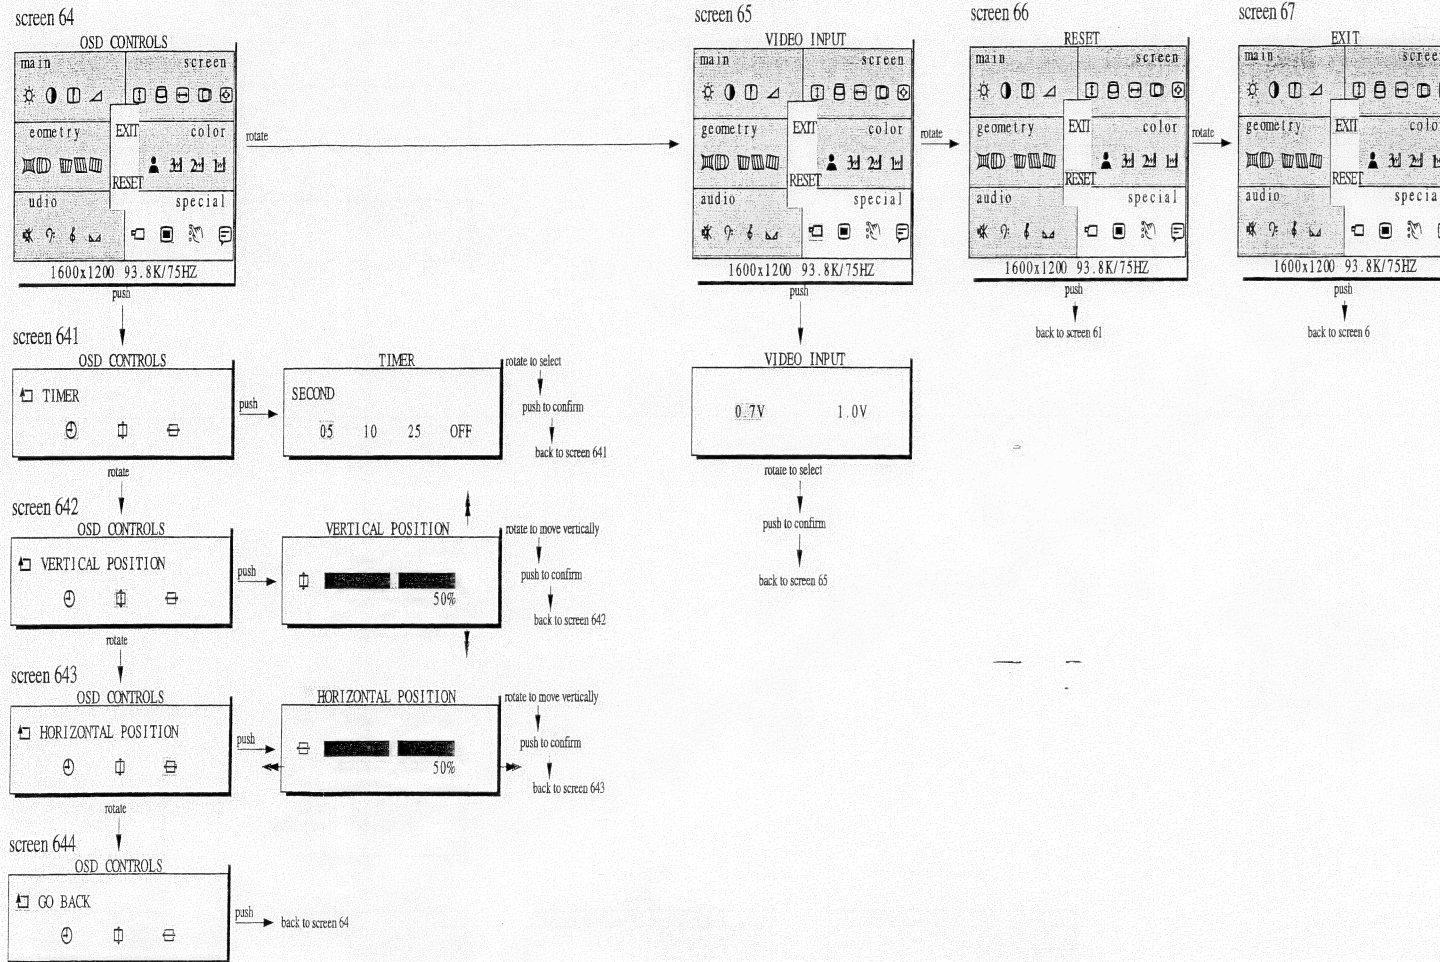 screen 64
OSD CONTROLS
main screen
eometry EXIT color
RESET
udio special
1600x1200 93.8K/75HZ
push
rotate
screen 65
VIDEO INPUT
main screen
geometry EXIT color
RESET
audio special
1600x1200 93.8K/75HZ
push
rotate
screen 66
RESET
main screen
geometry EXIT color
RESET
audio special
1600x1200 93.8K/75HZ
push
back to screen 61
rotate
screen 67
EXIT
main scree
geometry EXIT colo
RESET
audio special
1600x1200 93.8K/75HZ
push
back to screen 6
screen 641
OSD CONTROLS
TIMER
push
TIMER
SECOND
05 10 25 OFF
rotate to select
push to confirm
back to screen 641
rotate
VIDEO INPUT
0.7V 1.0V
rotate to select
push to confirm
back to screen 65
screen 642
OSD CONTROLS
VERTICAL POSITION
push
VERTICAL POSITION
50%
rotate to move vertically
push to confirm
back to screen 642
rotate
screen 643
OSD CONTROLS
HORIZONTAL POSITION
push
HORIZONTAL POSITION
50%
rotate to move vertically
push to confirm
back to screen 643
rotate
screen 644
OSD CONTROLS
GO BACK
push
back to screen 64